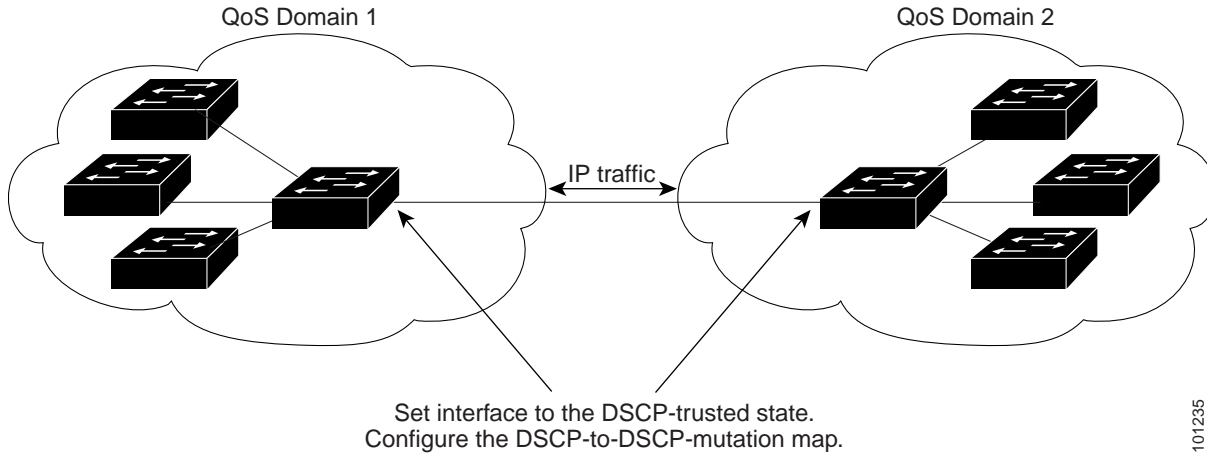 QoS Domain 1
QoS Domain 2
IP traffic
Set interface to the DSCP-trusted state.
Configure the DSCP-to-DSCP-mutation map.
101235